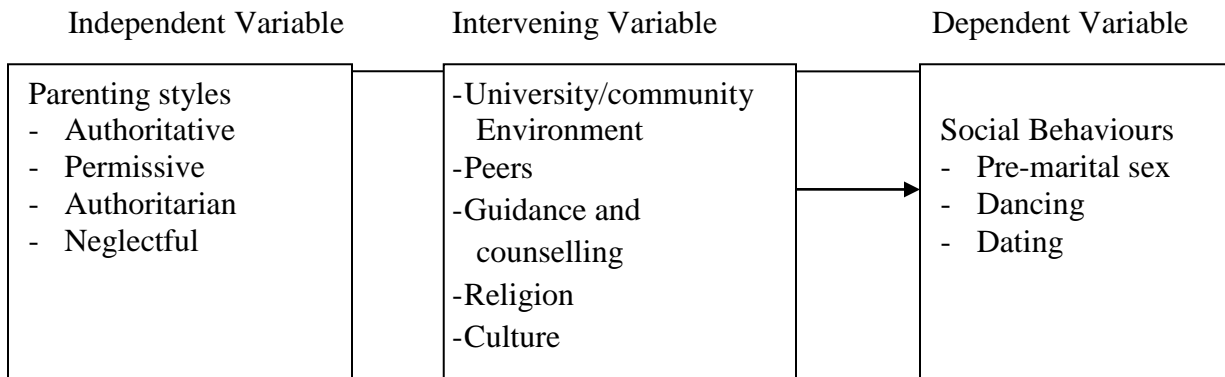 Independent Variable
Intervening Variable
Dependent Variable
Parenting styles
- Authoritative
- Permissive
- Authoritarian
- Neglectful
-University/community
Environment
-Peers
-Guidance and
counselling
-Religion
-Culture
Social Behaviours
- Pre-marital sex
- Dancing
- Dating